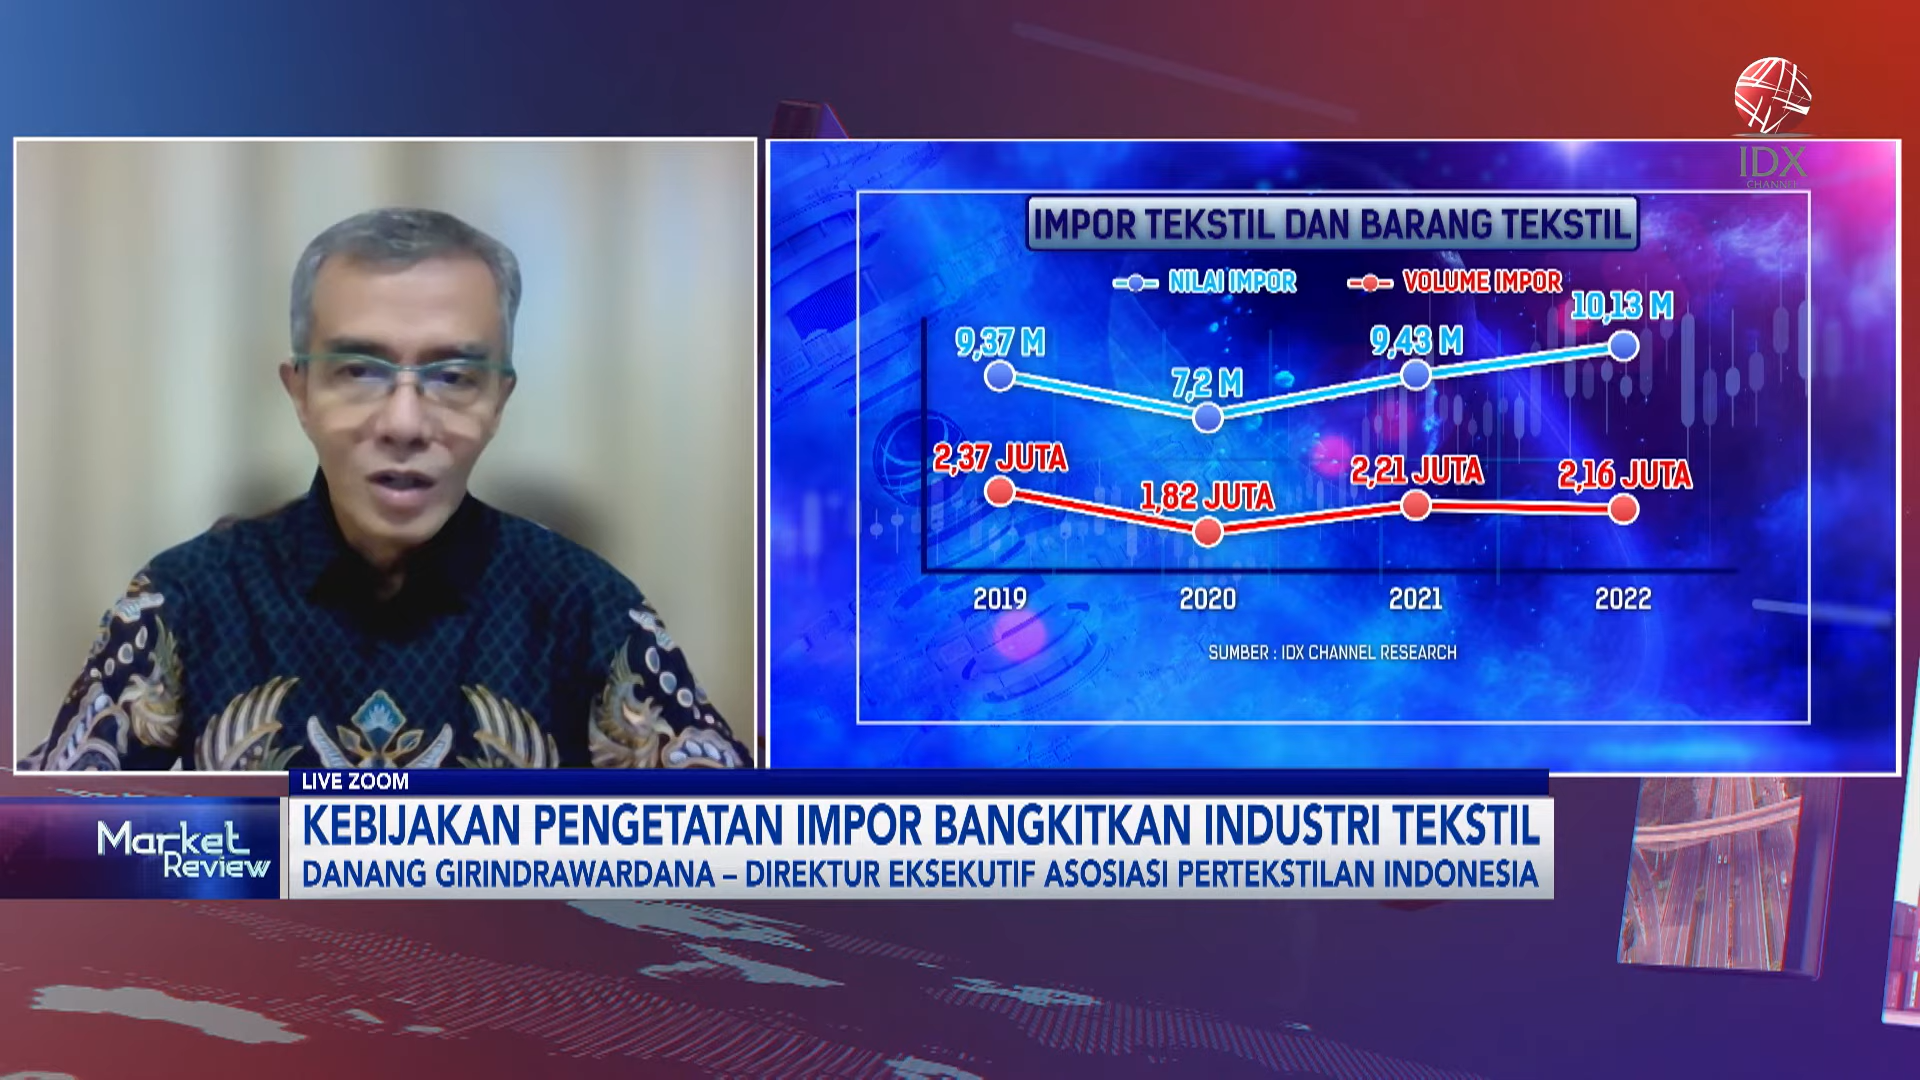 IDX
CHANNEL
IMPOR TEKSTIL DAN BARANG TEKSTIL
NILAI IMPOR
VOLUME IMPOR
9,37 M
7,2 M
9,43 M
10,13 M
2,37 JUTA
1,82 JUTA
2,21 JUTA
2,16 JUTA
2019
2020
2021
2022
SUMBER : IDX CHANNEL RESEARCH
LIVE ZOOM
Market
Review
KEBIJAKAN PENGETATAN IMPOR BANGKITKAN INDUSTRI TEKSTIL
DANANG GIRINDRAWARDANA – DIREKTUR EKSEKUTIF ASOSIASI PERTEKSTILAN INDONESIA